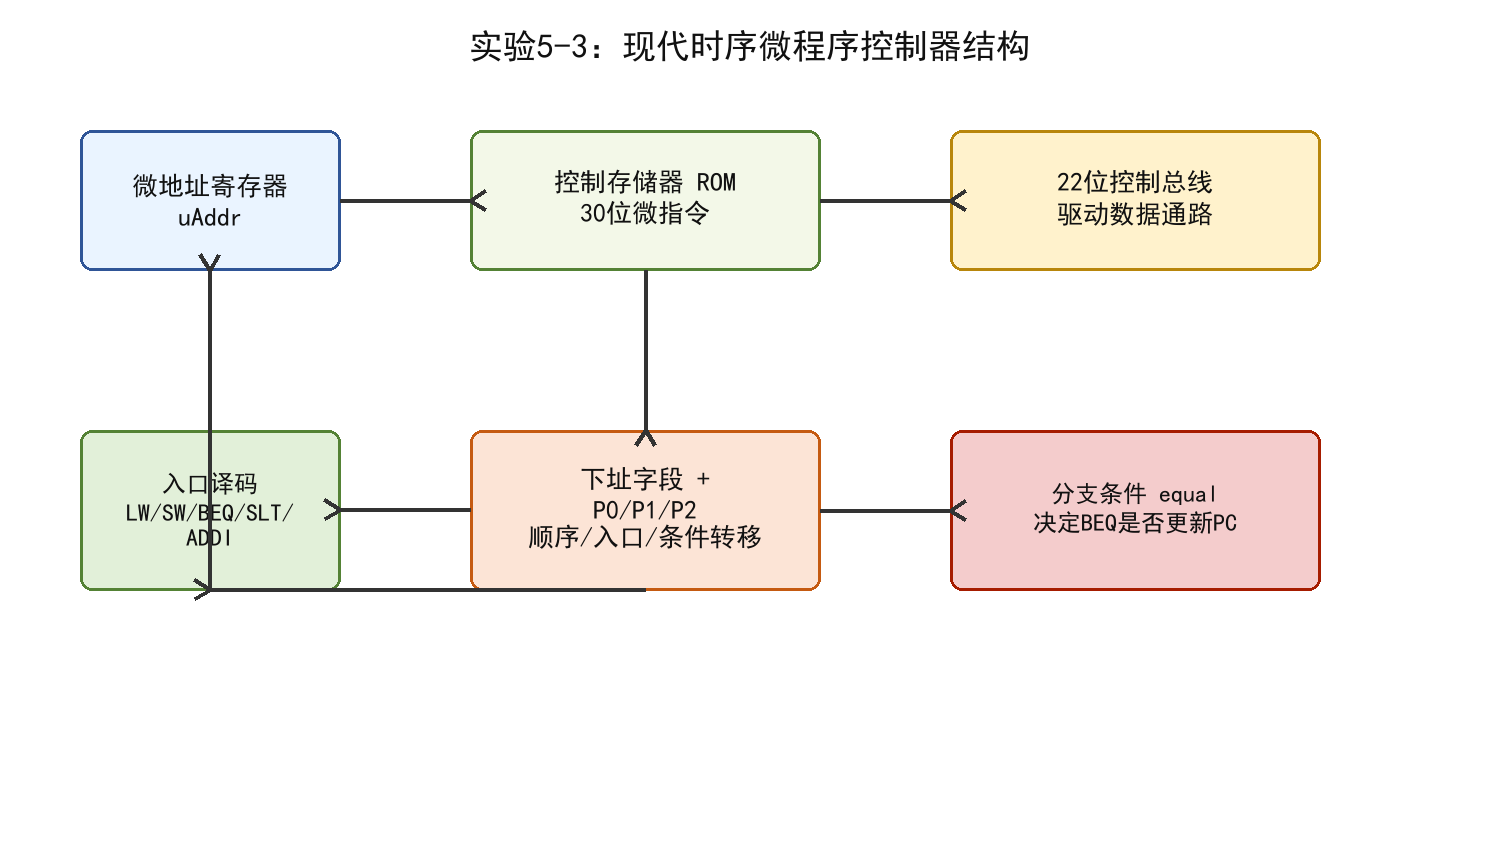 实验5-3：现代时序微程序控制器结构
微地址寄存器
uAddr
控制存储器 ROM
30位微指令
22位控制总线
驱动数据通路
入口译码
LW/SW/BEQ/SLT/
ADDI
下址字段 +
P0/P1/P2
顺序/入口/条件转移
分支条件 equal
决定BEQ是否更新PC